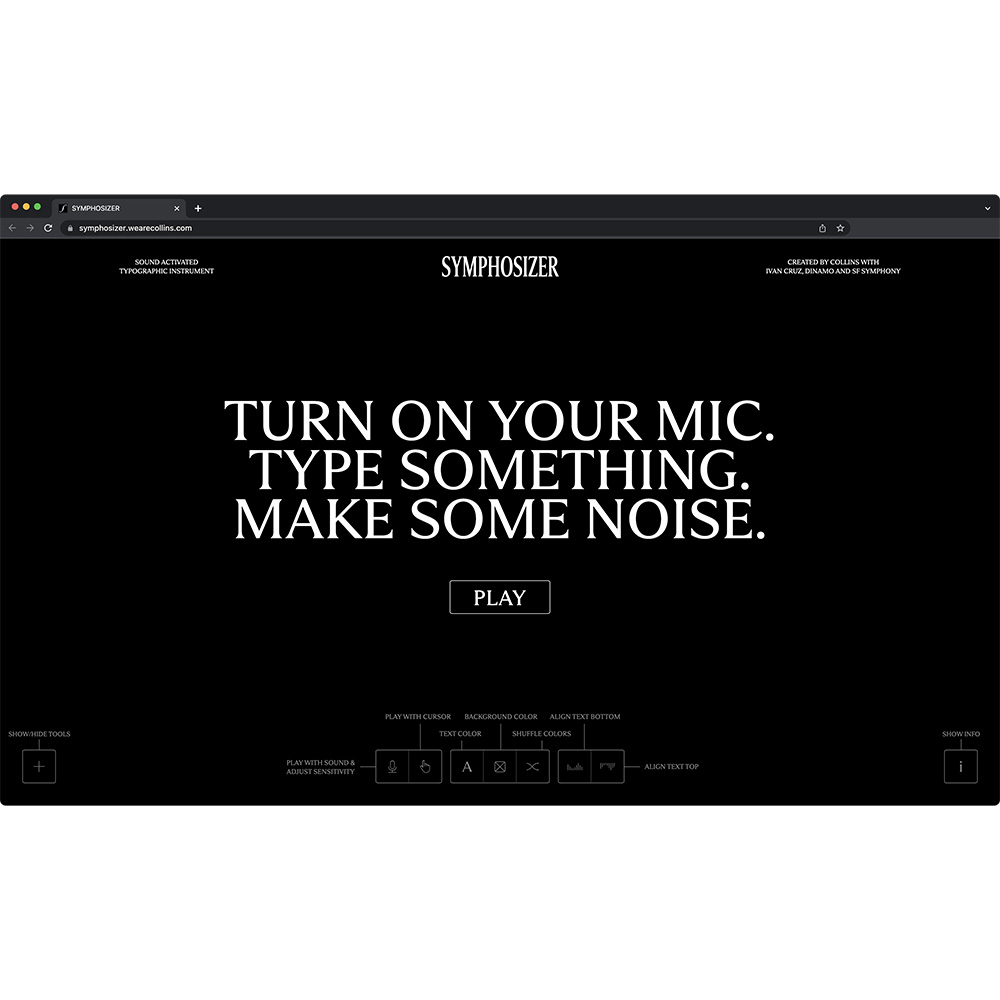 SYMPHOSIZER
symphosizer.wearecollins.com
SOUND ACTIVATED
TYPOGRAPHIC INSTRUMENT
SYMPHOSIZER
CREATED BY COLLINS WITH
IVAN CRUZ, DINAMO AND SF SYMPHONY
TURN ON YOUR MIC.
TYPE SOMETHING.
MAKE SOME NOISE.
PLAY
PLAY WITH CURSOR
BACKGROUND COLOR
ALIGN TEXT BOTTOM
SHOW/HIDE TOOLS
TEXT COLOR
SHUFFLE COLORS
SHOW INFO
PLAY WITH SOUND &
ADJUST SENSITIVITY
A
ALIGN TEXT TOP
i